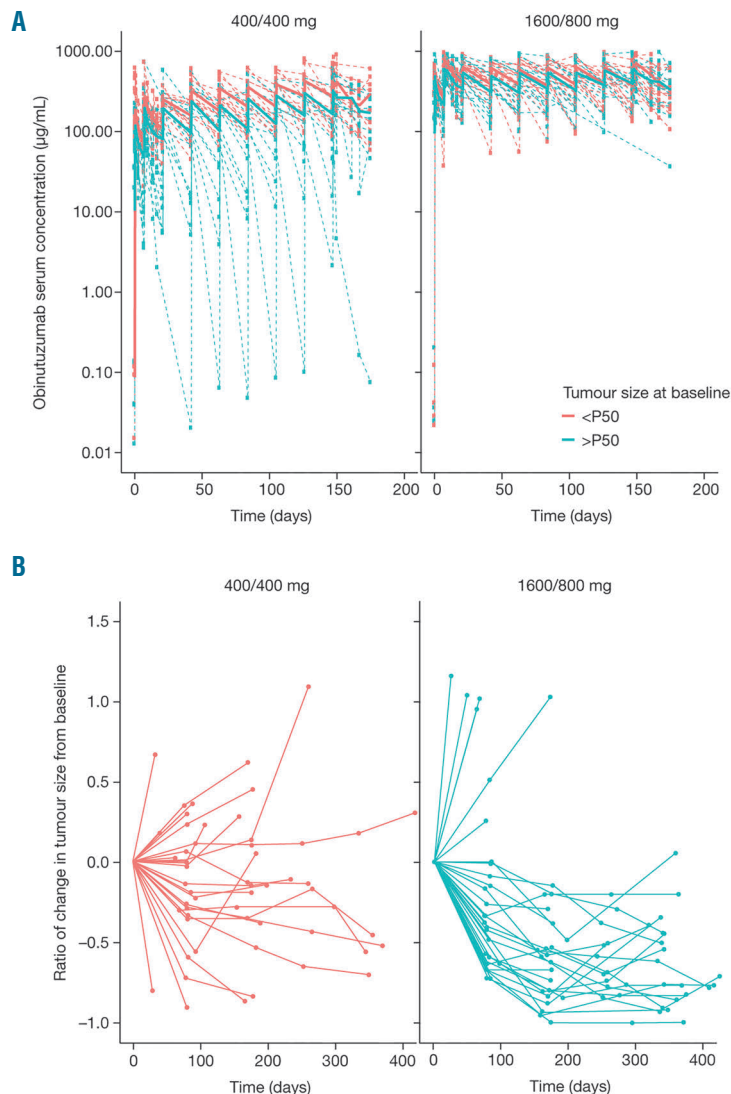 A
400/400 mg
1600/800 mg
Obinutuzumab serum concentration (µg/mL)
1000.00
100.00
10.00
1.00
0.10
0.01
Tumour size at baseline
<P50
>P50
0 50 100 150 200
0 50 100 150 200
Time (days)
Time (days)
B
400/400 mg
1600/800 mg
Ratio of change in tumour size from baseline
1.5
1.0
0.5
0.0
−0.5
−1.0
0 100 200 300 400
0 100 200 300 400
Time (days)
Time (days)